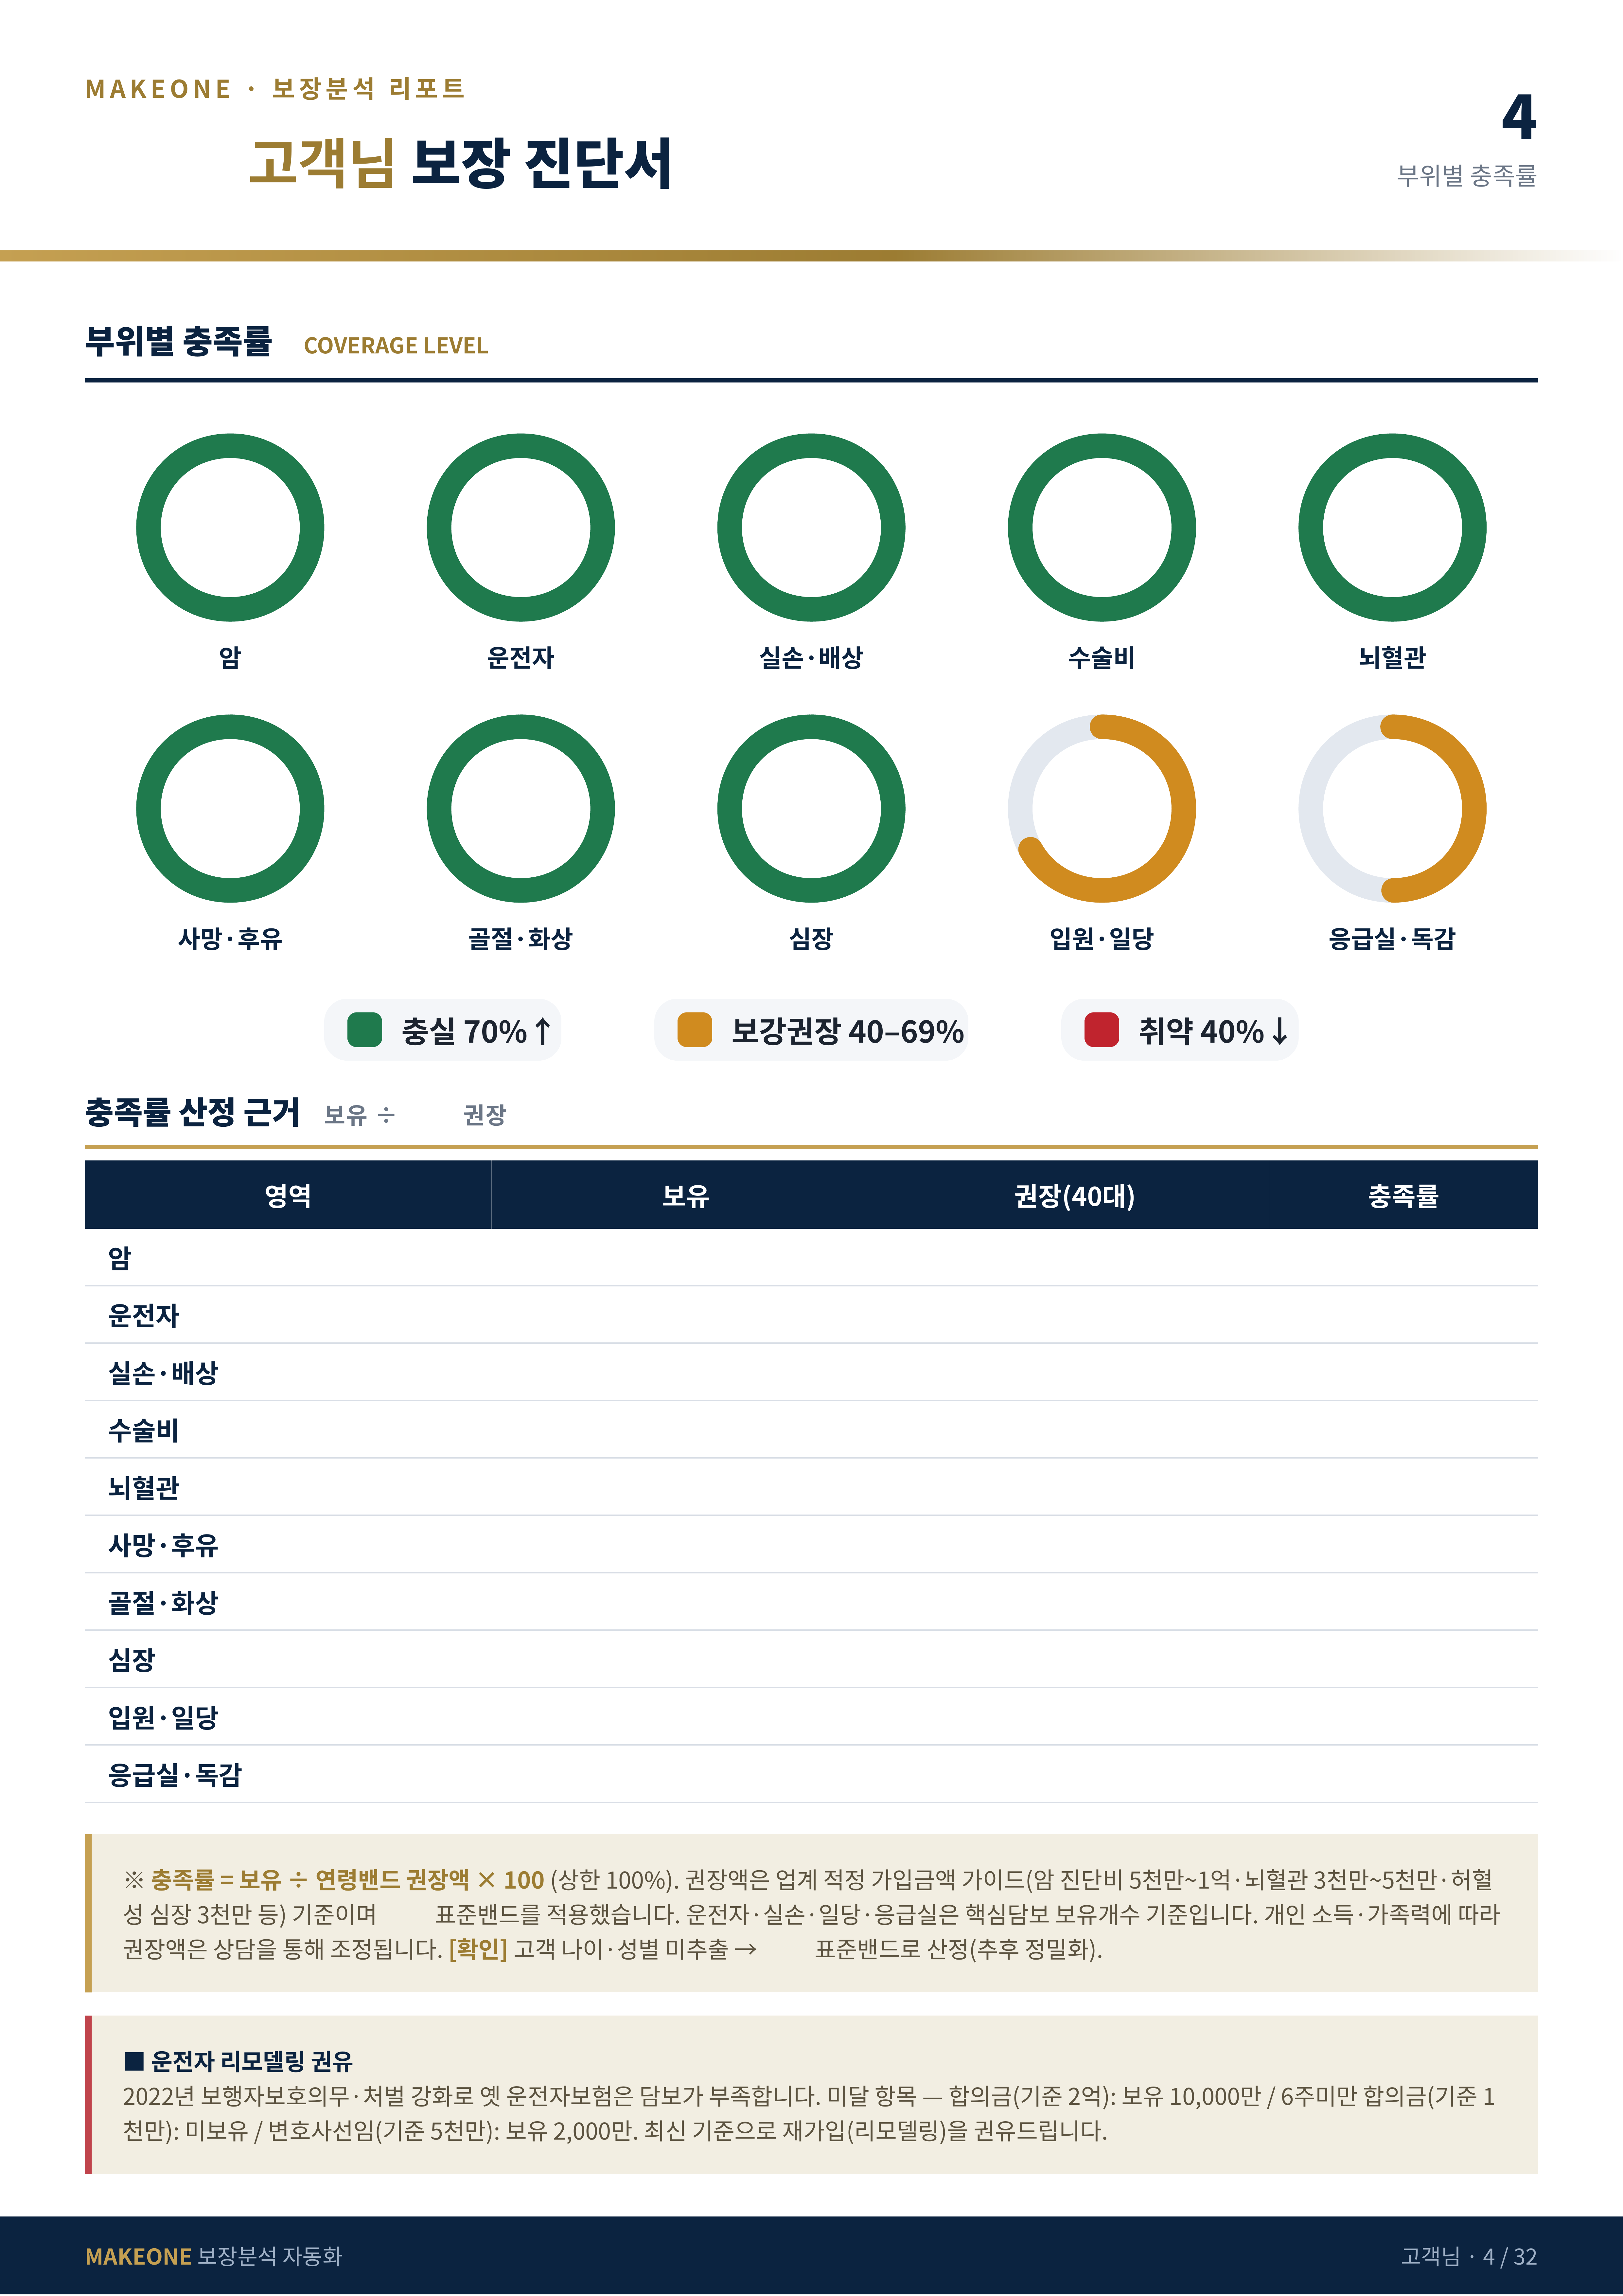 MAKEONE · 보장분석 리포트
고객님 보장 진단서
4
부위별 충족률
부위별 충족률 COVERAGE LEVEL
암 운전자 실손·배상 수술비 뇌혈관
사망·후유 골절·화상 심장 입원·일당 응급실·독감
충실 70%↑ 보강권장 40–69% 취약 40%↓
충족률 산정 근거 보유 ÷ 권장
영역 보유 권장(40대) 충족률
암
운전자
실손·배상
수술비
뇌혈관
사망·후유
골절·화상
심장
입원·일당
응급실·독감
※ 충족률 = 보유 ÷ 연령밴드 권장액 × 100 (상한 100%). 권장액은 업계 적정 가입금액 가이드(암 진단비 5천만~1억·뇌혈관 3천만~5천만·허혈
성 심장 3천만 등) 기준이며 표준밴드를 적용했습니다. 운전자·실손·일당·응급실은 핵심담보 보유개수 기준입니다. 개인 소득·가족력에 따라
권장액은 상담을 통해 조정됩니다. [확인] 고객 나이·성별 미추출 → 표준밴드로 산정(추후 정밀화).
■ 운전자 리모델링 권유
2022년 보행자보호의무·처벌 강화로 옛 운전자보험은 담보가 부족합니다. 미달 항목 — 합의금(기준 2억): 보유 10,000만 / 6주미만 합의금(기준 1
천만): 미보유 / 변호사선임(기준 5천만): 보유 2,000만. 최신 기준으로 재가입(리모델링)을 권유드립니다.
MAKEONE 보장분석 자동화
고객님 · 4 / 32